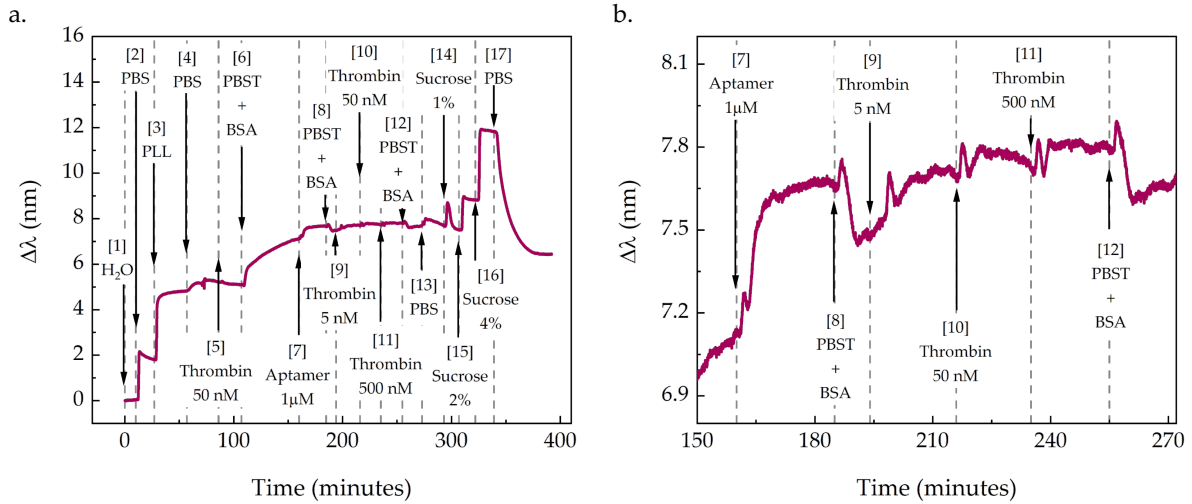 a.
16
14
12
10
8
6
4
2
0
Δλ (nm)
0
100
200
300
400
Time (minutes)
[1]
H₂O
[2]
PBS
[3]
PLL
[4]
PBS
[5]
Thrombin
50 nM
[6]
PBST
+
BSA
[7]
Aptamer
1μM
[8]
PBST
+
BSA
[9]
Thrombin
5 nM
[10]
Thrombin
50 nM
[11]
Thrombin
500 nM
[12]
PBST
+
BSA
[13]
PBS
[14]
Sucrose
1%
[15]
Sucrose
2%
[16]
Sucrose
4%
[17]
PBS
b.
8.1
7.8
7.5
7.2
6.9
Δλ (nm)
150
180
210
240
270
Time (minutes)
[7]
Aptamer
1μM
[8]
PBST
+
BSA
[9]
Thrombin
5 nM
[10]
Thrombin
50 nM
[11]
Thrombin
500 nM
[12]
PBST
+
BSA